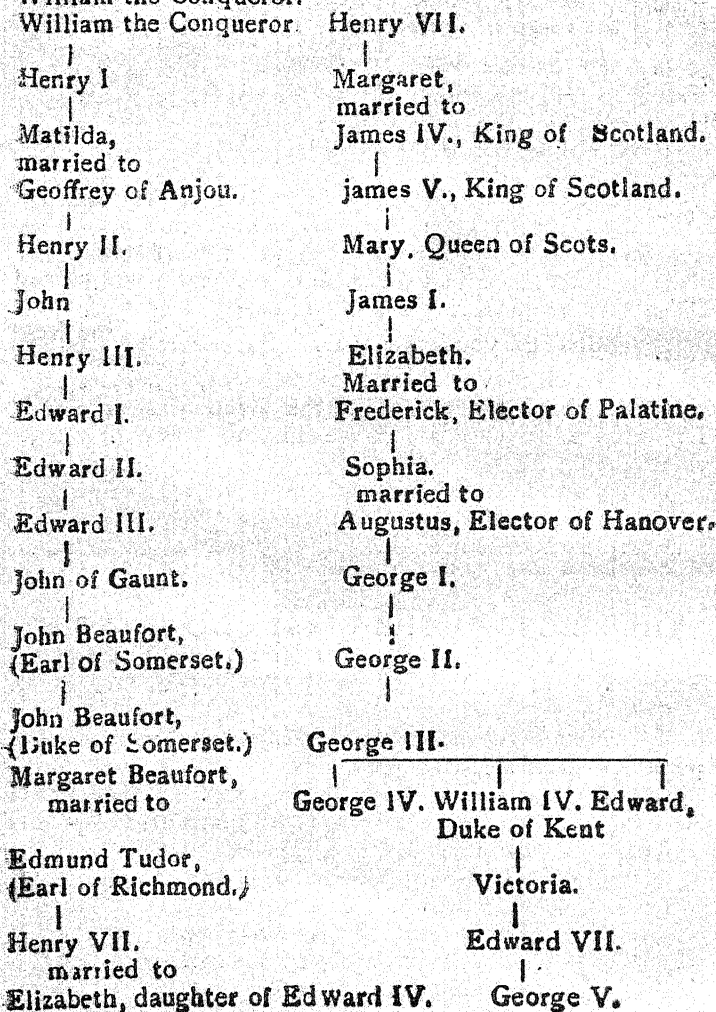 William the Conqueror.
William the Conqueror.
Henry I
Matilda,
married to
Geoffrey of Anjou.
Henry II.
John
Henry III.
Edward I.
Edward II.
Edward III.
John of Gaunt.
John Beaufort,
(Earl of Somerset.)
John Beaufort,
(Duke of Somerset.)
Margaret Beaufort,
married to
Edmund Tudor,
(Earl of Richmond.)
Henry VII.
married to
Elizabeth, daughter of Edward IV.
Henry VII.
Margaret,
married to
James IV., King of Scotland.
james V., King of Scotland.
Mary, Queen of Scots.
James I.
Elizabeth.
Married to
Frederick, Elector of Palatine.
Sophia.
married to
Augustus, Elector of Hanover.
George I.
George II.
George III.
George IV. William IV. Edward,
Duke of Kent
Victoria.
Edward VII.
George V.